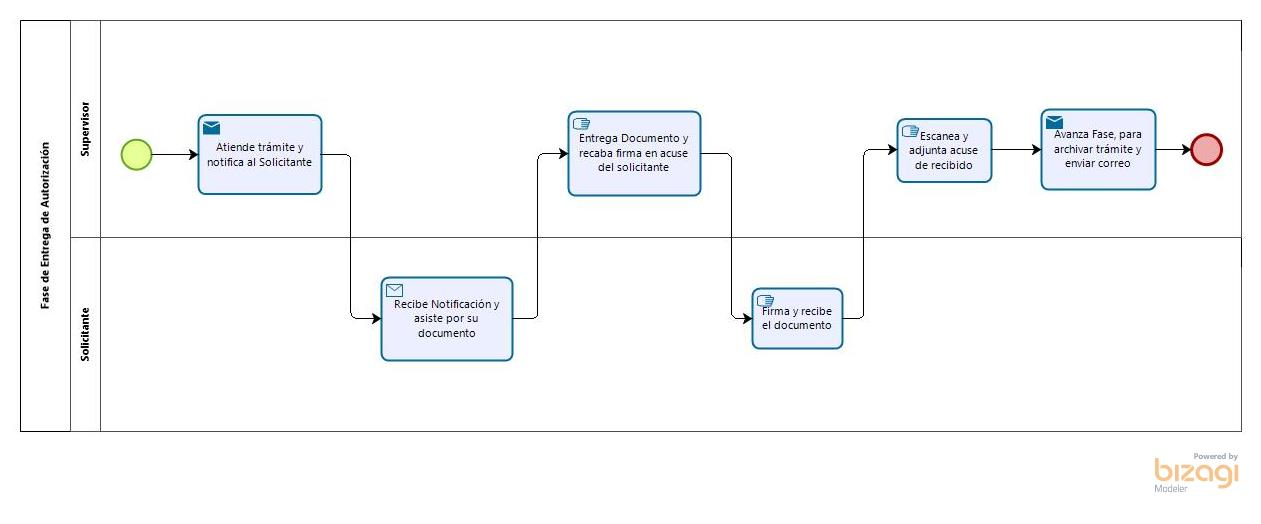 Fase de Entrega de Autorización
Supervisor
Atiende trámite y
notifica al Solicitante
Entrega Documento y
recaba firma en acuse
del solicitante
Escanea y
adjunta acuse
de recibido
Avanza Fase, para
archivar trámite y
enviar correo
Solicitante
Recibe Notificación y
asiste por su
documento
Firma y recibe
el documento
Powered by
bizagi
Modeler